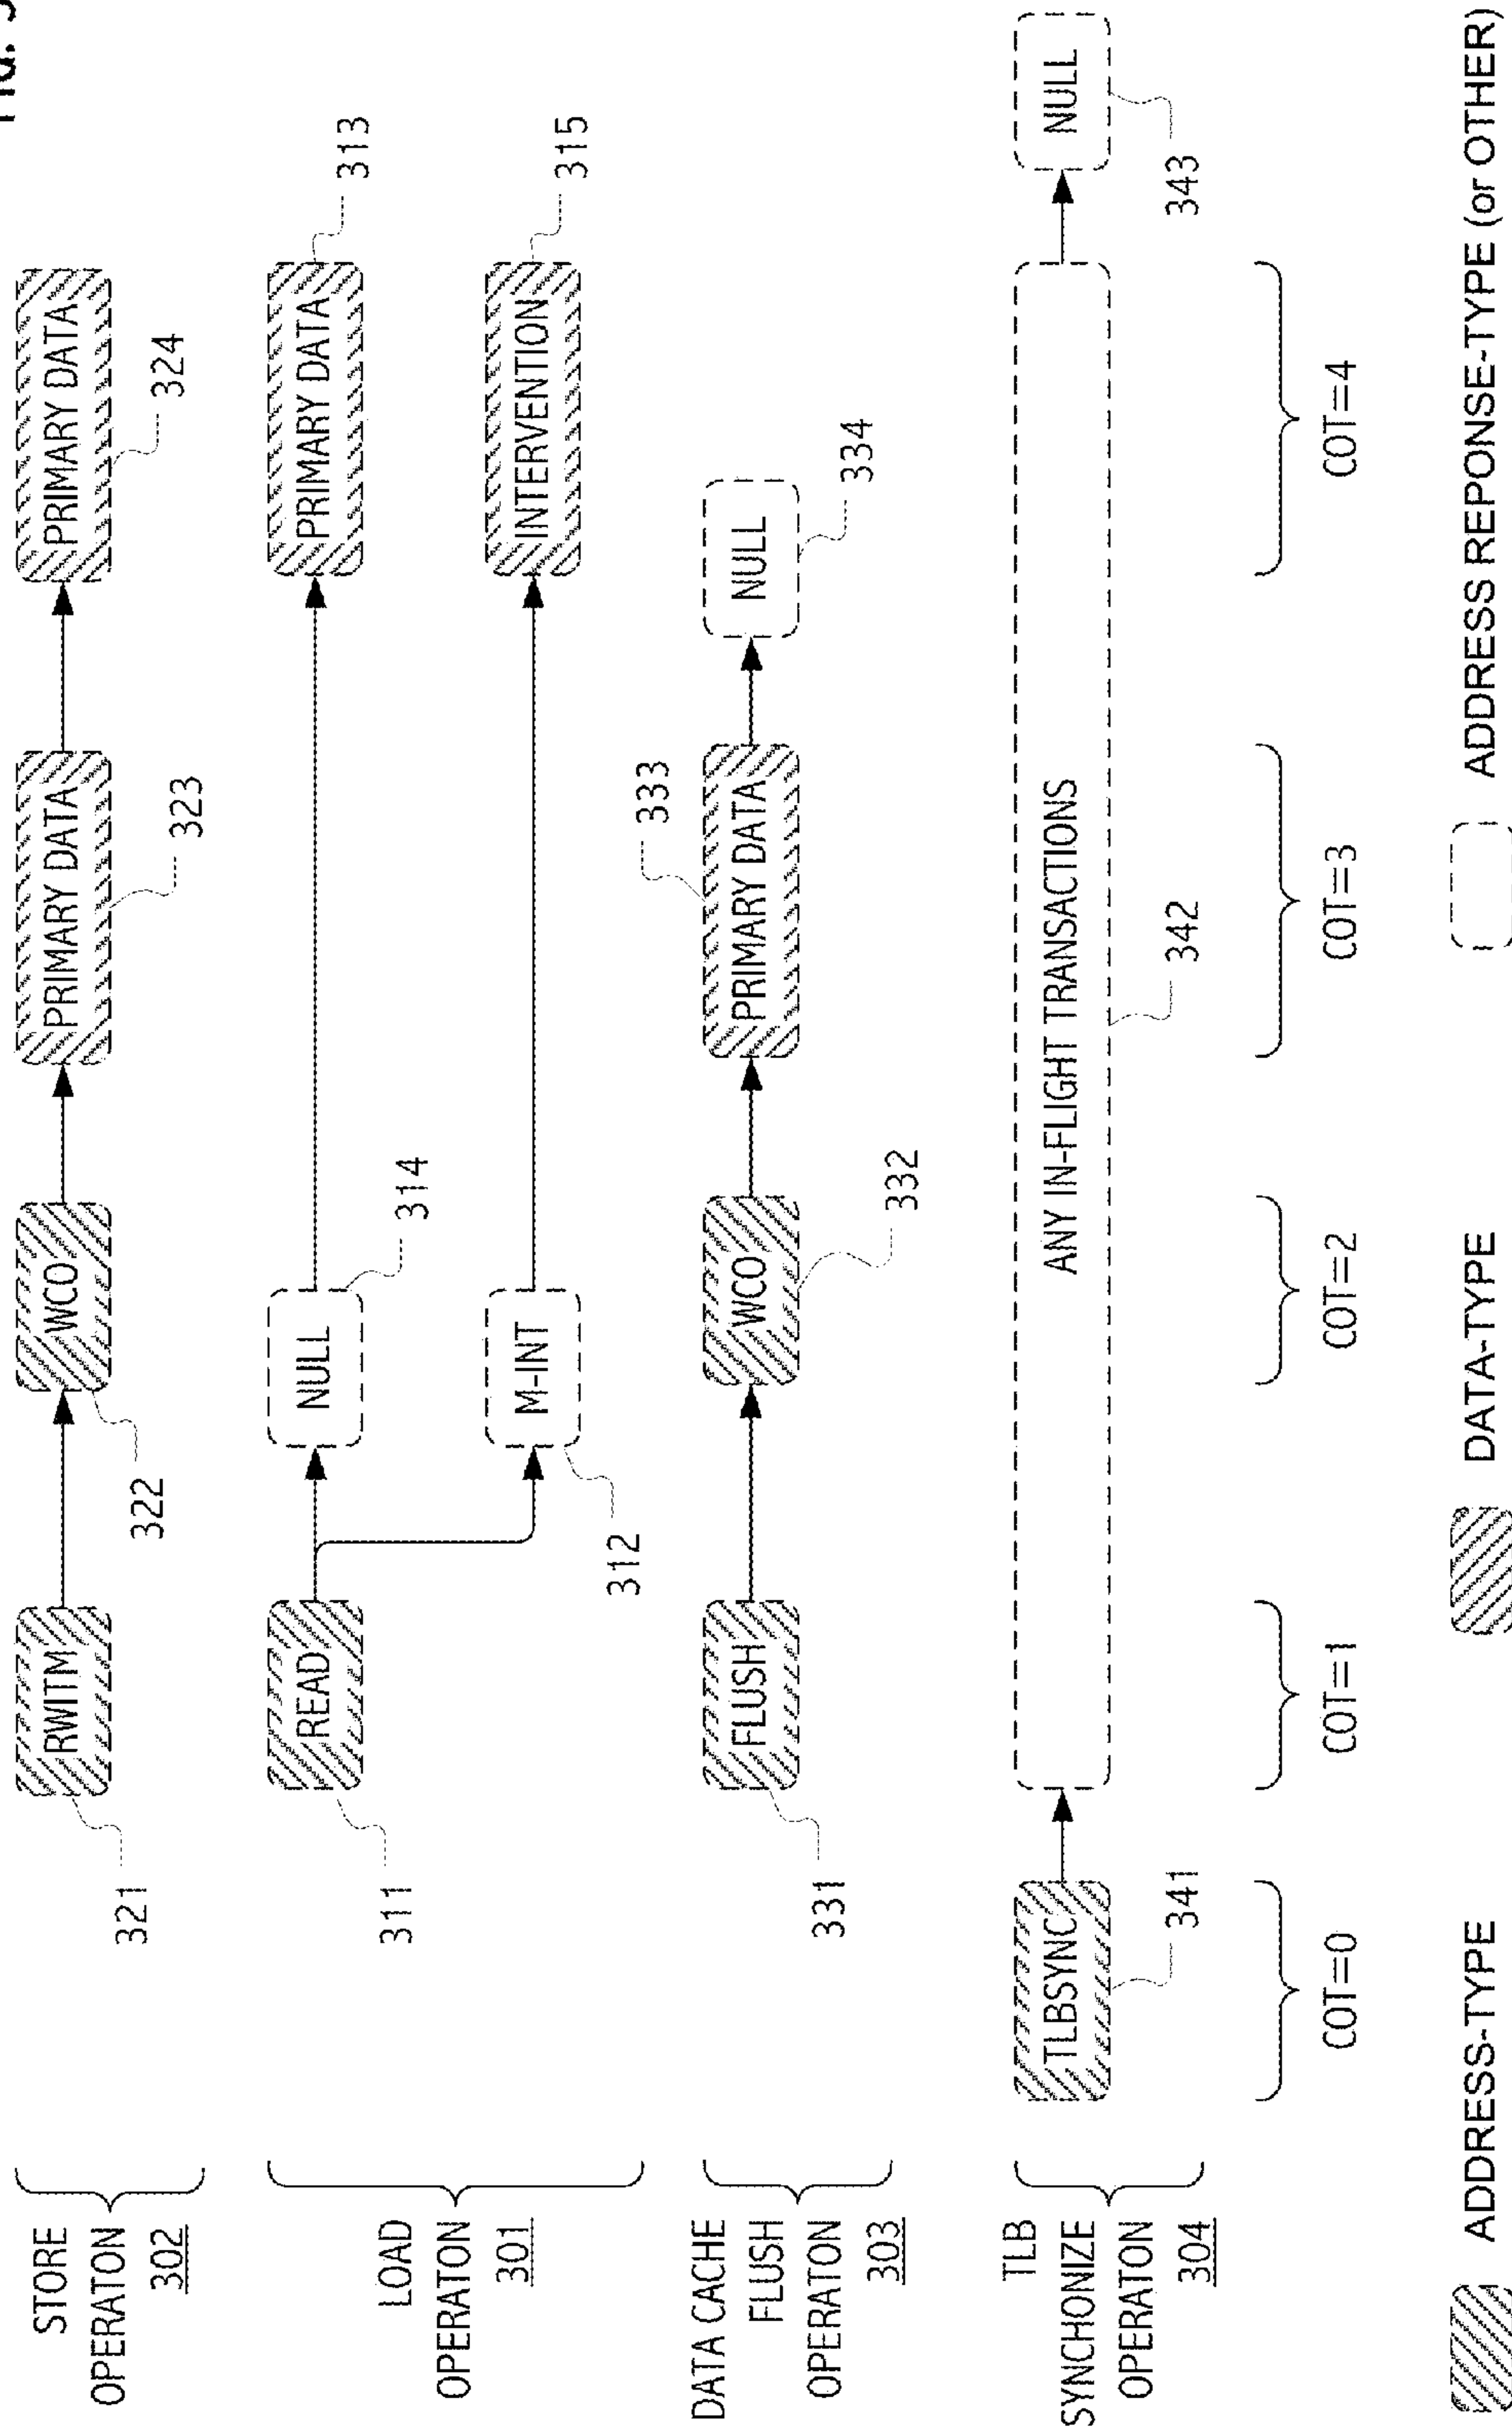 STORE
OPERATON
302
RWITM
321
WCO
322
PRIMARY DATA
323
PRIMARY DATA
324
LOAD
OPERATON
301
READ
311
NULL
314
PRIMARY DATA
313
M-INT
312
INTERVENTION
315
DATA CACHE
FLUSH
OPERATON
303
FLUSH
331
WCO
332
PRIMARY DATA
333
NULL
334
TLB
SYNCHONIZE
OPERATON
304
TLBSYNC
341
ANY IN-FLIGHT TRANSACTIONS
342
NULL
343
COT=0
COT=1
COT=2
COT=3
COT=4
ADDRESS-TYPE
DATA-TYPE
ADDRESS REPONSE-TYPE (or OTHER)